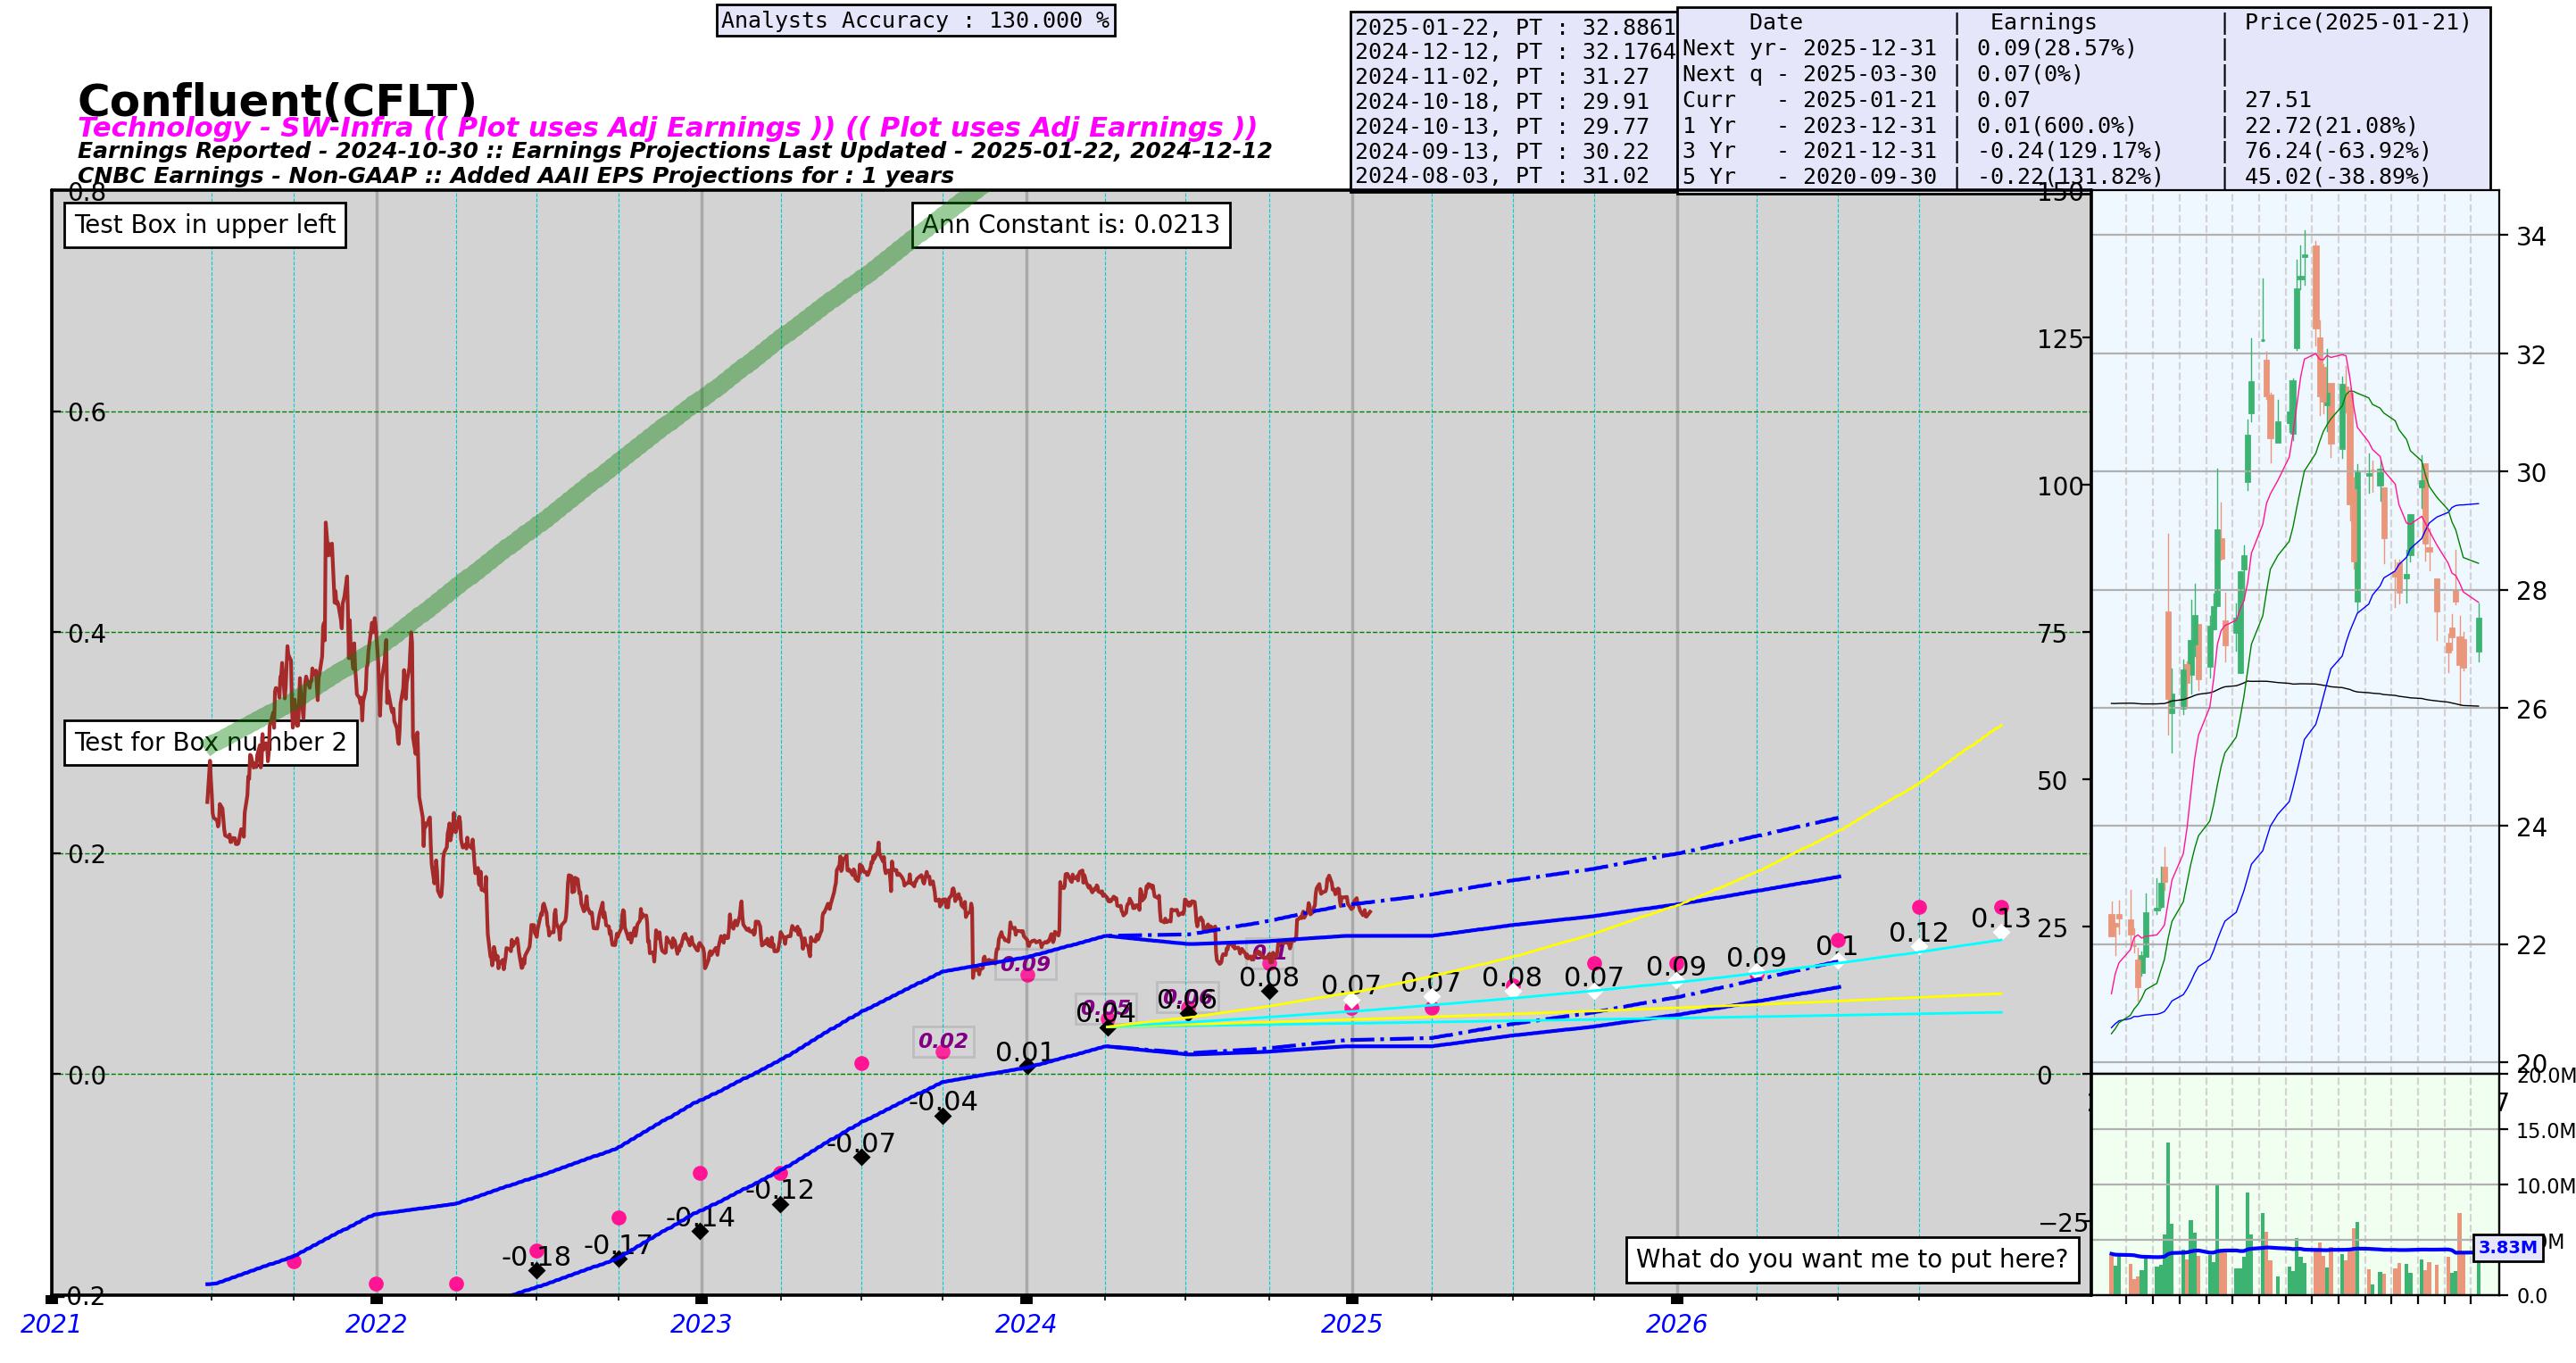 Analysts Accuracy : 130.000 %
2025-01-22, PT : 32.8861
2024-12-12, PT : 32.1764
2024-11-02, PT : 31.27
2024-10-18, PT : 29.91
2024-10-13, PT : 29.77
2024-09-13, PT : 30.22
2024-08-03, PT : 31.02
Date | Earnings | Price(2025-01-21)
Next yr- 2025-12-31 | 0.09(28.57%) |
Next q - 2025-03-30 | 0.07(0%) |
Curr - 2025-01-21 | 0.07 | 27.51
1 Yr - 2023-12-31 | 0.01(600.0%) | 22.72(21.08%)
3 Yr - 2021-12-31 | -0.24(129.17%) | 76.24(-63.92%)
5 Yr - 2020-09-30 | -0.22(131.82%) | 45.02(-38.89%)
Confluent(CFLT)
Technology - SW-Infra (( Plot uses Adj Earnings )) (( Plot uses Adj Earnings ))
Earnings Reported - 2024-10-30 :: Earnings Projections Last Updated - 2025-01-22, 2024-12-12
CNBC Earnings - Non-GAAP :: Added AAII EPS Projections for : 1 years
Test Box in upper left
Ann Constant is: 0.0213
Test for Box number 2
What do you want me to put here?
0.8
0.6
0.4
0.2
0.0
-0.2
-0.18
-0.17
-0.14
-0.12
-0.07
-0.04
0.01
0.04
0.06
0.08
0.07
0.07
0.08
0.07
0.09
0.09
0.1
0.12
0.13
0.02
0.09
0.05
0.1
150
125
100
75
50
25
0
−25
34
32
30
28
26
24
22
20
20.0M
15.0M
10.0M
0.0
3.83M
2021
2022
2023
2024
2025
2026